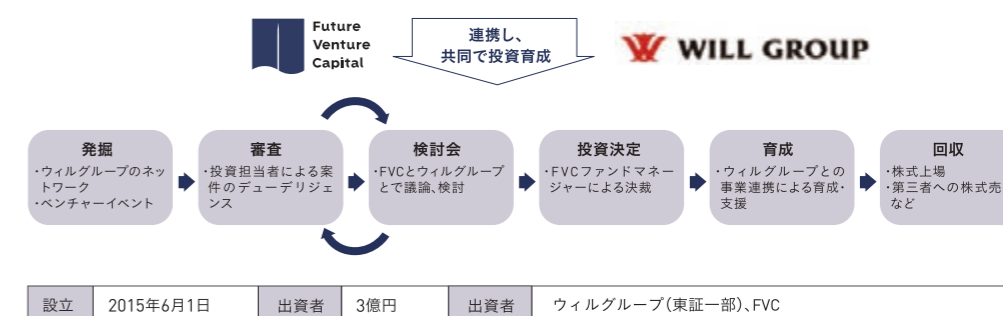 Future
Venture
Capital
連携し、
共同で投資育成
WILL GROUP
発掘
・ウィルグループのネッ
トワーク
・ベンチャーイベント
審査
・投資担当者による案
件のデューデリジェ
ンス
検討会
・FVCとウィルグループ
とで議論、検討
投資決定
・FVCファンドマネー
ジャーによる決裁
育成
・ウィルグループとの
事業連携による育成・
支援
回収
・株式上場
・第三者への株式売
など
設立 2015年6月1日 出資者 3億円 出資者 ウィルグループ(東証一部)、FVC